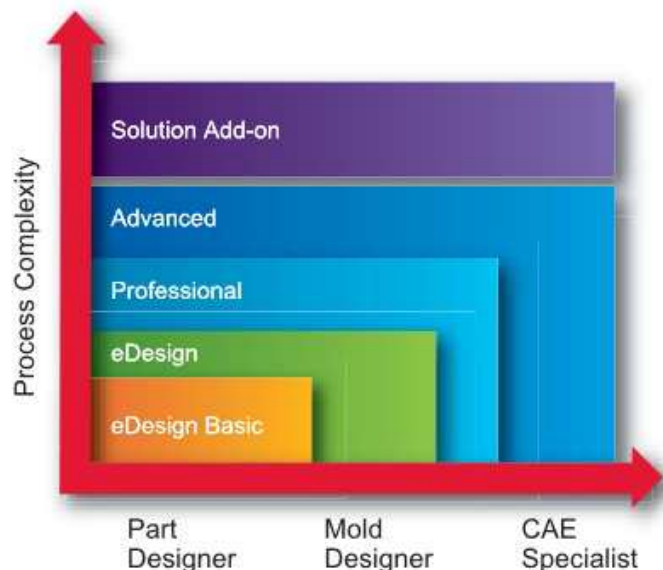 Process Complexity
Solution Add-on
Advanced
Professional
eDesign
eDesign Basic
Part
Designer
Mold
Designer
CAE
Specialist